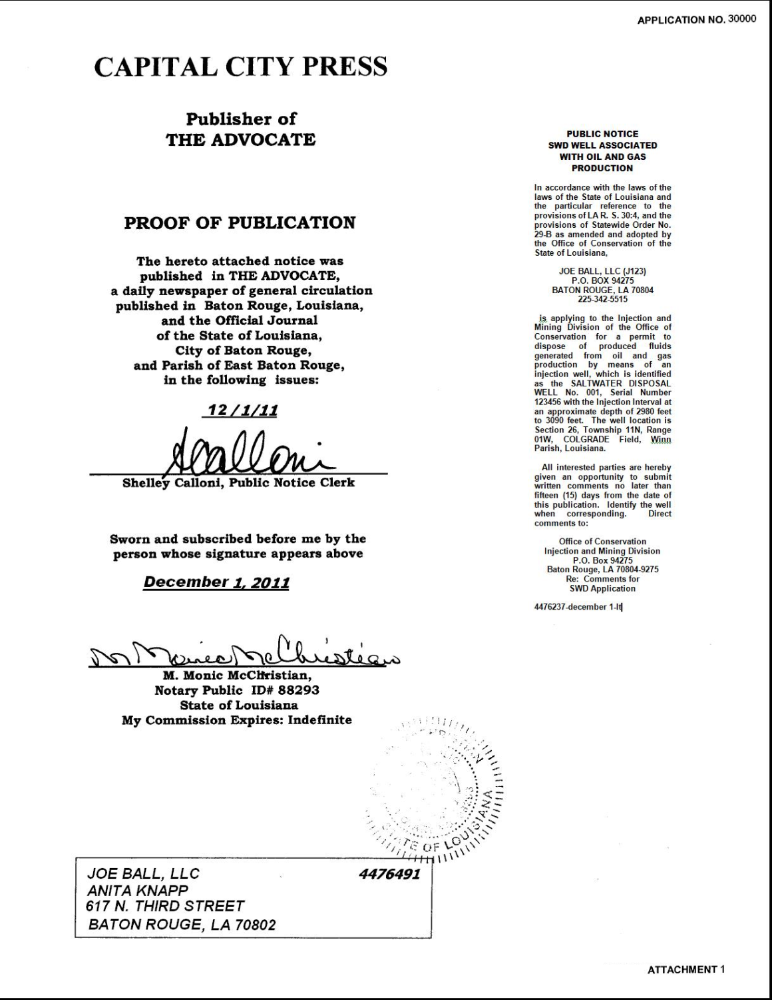 APPLICATION NO. 30000
CAPITAL CITY PRESS
Publisher of
THE ADVOCATE
PROOF OF PUBLICATION
The hereto attached notice was
published in THE ADVOCATE,
a daily newspaper of general circulation
published in Baton Rouge, Louisiana,
and the Official Journal
of the State of Louisiana,
City of Baton Rouge,
and Parish of East Baton Rouge,
in the following issues:
12/1/11
SCalloni
Shelley Calloni, Public Notice Clerk
Sworn and subscribed before me by the
person whose signature appears above
December 1, 2011
M Monic McChristian
M. Monic McChristian,
Notary Public ID# 88293
State of Louisiana
My Commission Expires: Indefinite
STATE OF LOUISIANA
JOE BALL, LLC 4476491
ANITA KNAPP
617 N. THIRD STREET
BATON ROUGE, LA 70802
PUBLIC NOTICE
SWD WELL ASSOCIATED
WITH OIL AND GAS
PRODUCTION
In accordance with the laws of the
laws of the State of Louisiana and
the particular reference to the
provisions of LA R. S. 30:4, and the
provisions of Statewide Order No.
29-B as amended and adopted by
the Office of Conservation of the
State of Louisiana,
JOE BALL, LLC (J123)
P.O. BOX 94275
BATON ROUGE, LA 70804
225-342-5515
is applying to the Injection and
Mining Division of the Office of
Conservation for a permit to
dispose of produced fluids
generated from oil and gas
production by means of an
injection well, which is identified
as the SALTWATER DISPOSAL
WELL No. 001, Serial Number
123456 with the Injection Interval at
an approximate depth of 2980 feet
to 3090 feet. The well location is
Section 26, Township 11N, Range
01W, COLGRADE Field, Winn
Parish, Louisiana.
All interested parties are hereby
given an opportunity to submit
written comments no later than
fifteen (15) days from the date of
this publication. Identify the well
when corresponding. Direct
comments to:
Office of Conservation
Injection and Mining Division
P.O. Box 94275
Baton Rouge, LA 70804-9275
Re: Comments for
SWD Application
4476237-december 1-lt
ATTACHMENT 1